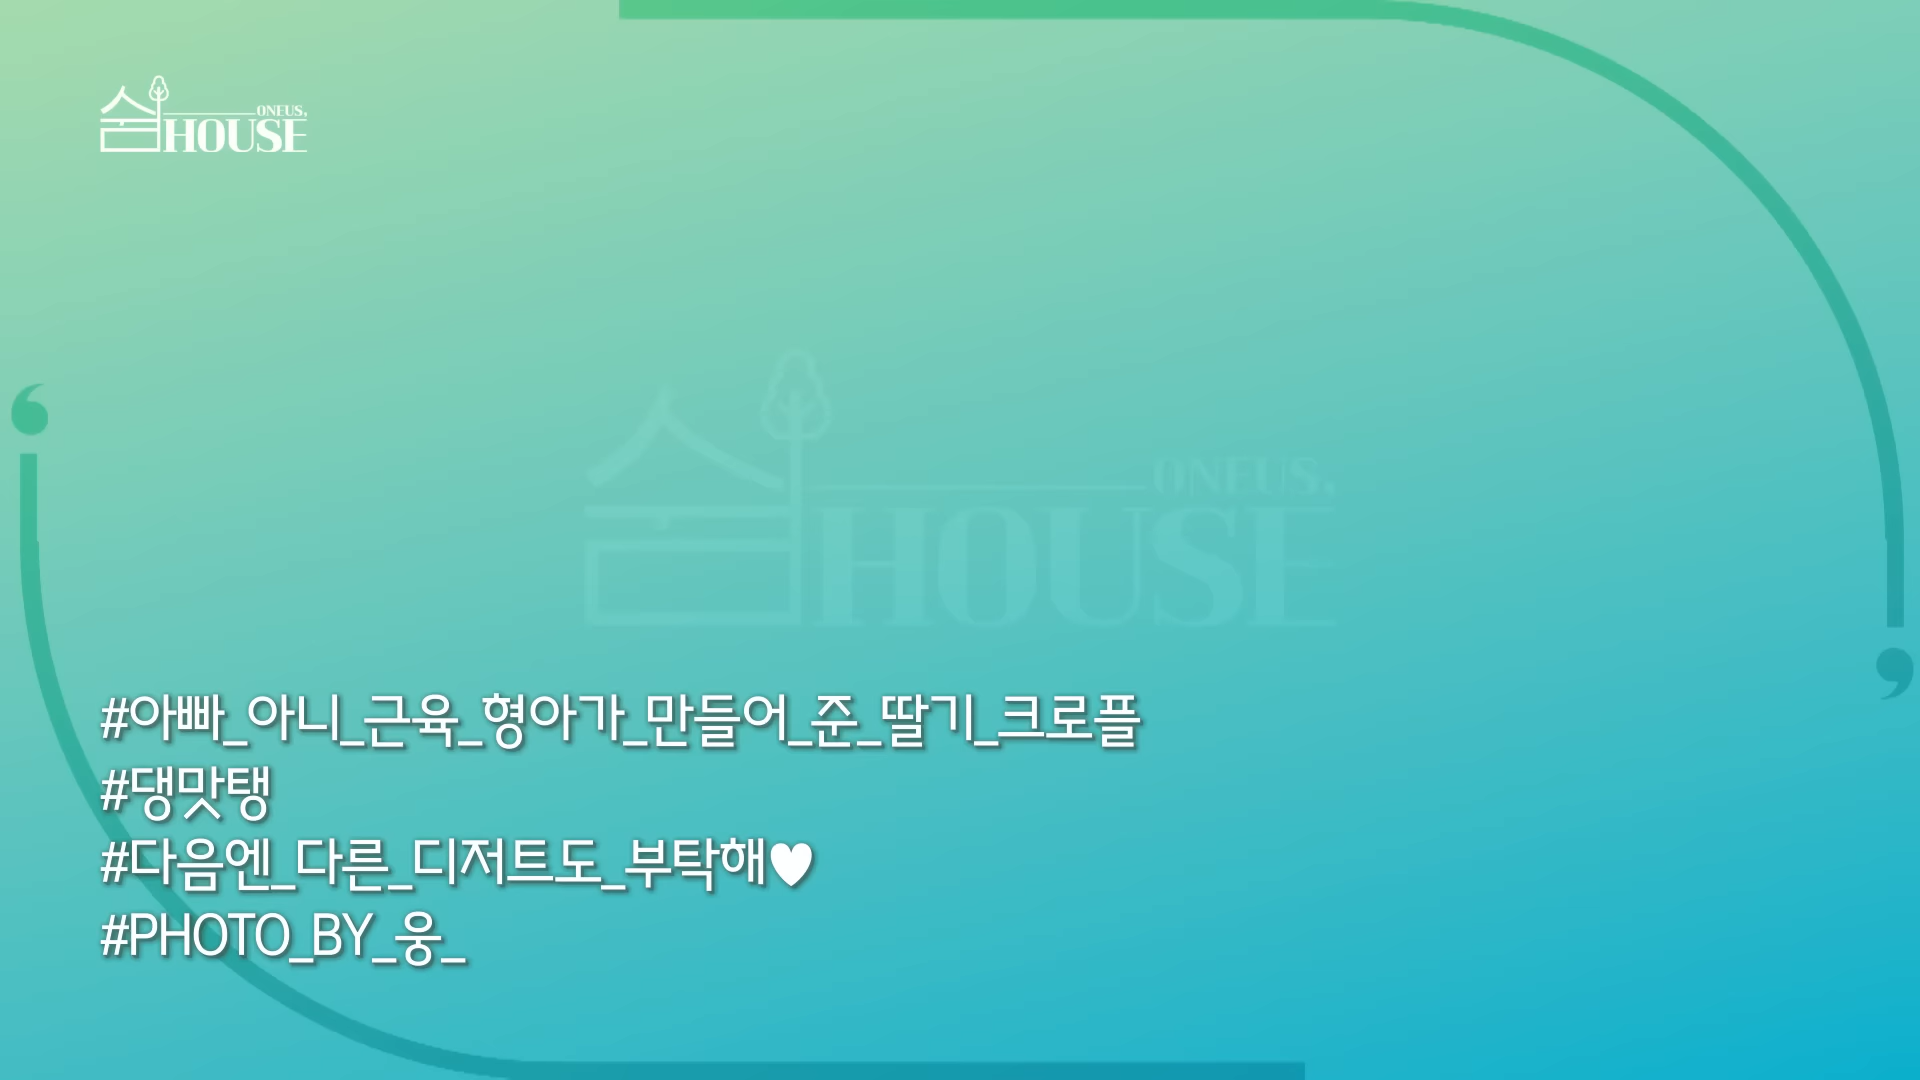 쉼 HOUSE
ONEUS,
쉼 HOUSE
ONEUS,
#아빠_아니_근육_형아가_만들어_준_딸기_크로플
#댕맛탱
#다음엔_다른_디저트도_부탁해♥
#PHOTO_BY_웅_